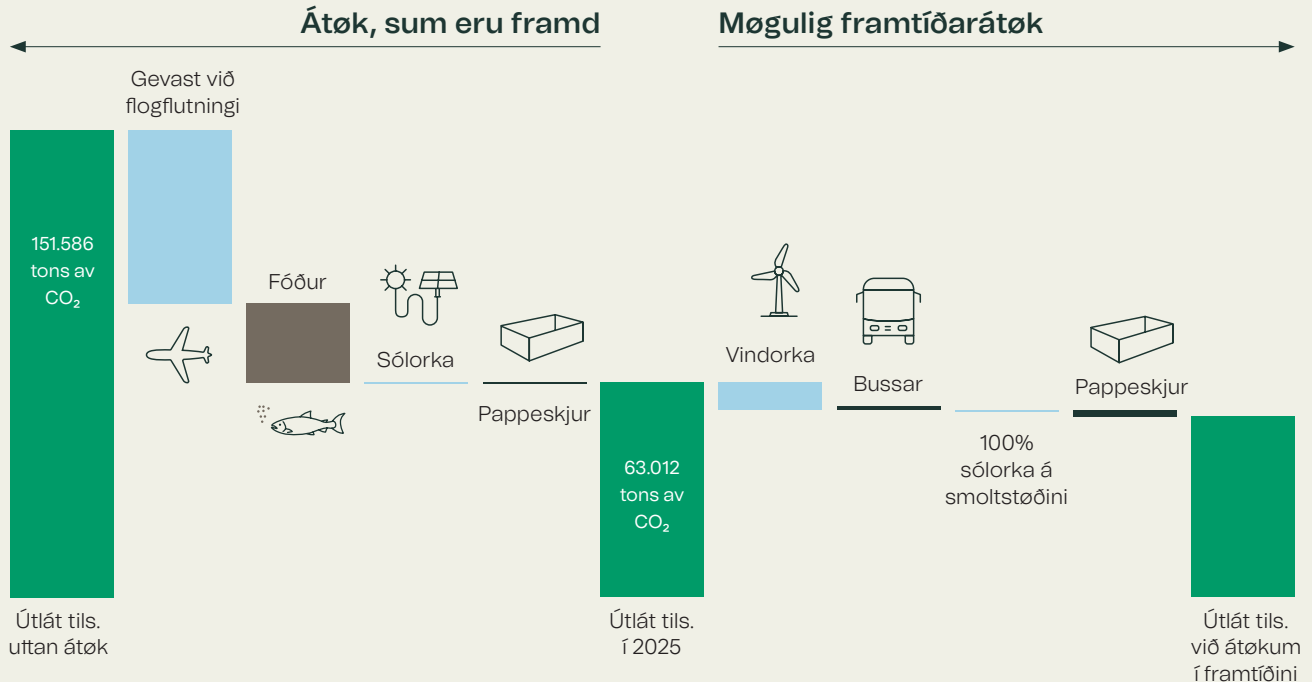 Átøk, sum eru framd
Møgulig framtíðarátøk
Gevast við
flogflutningi
151.586
tons av
CO₂
Fóður
Sólorka
Pappeskjur
63.012
tons av
CO₂
Vindorka
Bussar
100%
sólorka á
smoltstøðini
Pappeskjur
Útlát tils.
uttan átøk
Útlát tils.
í 2025
Útlát tils.
við átøkum
í framtíðini